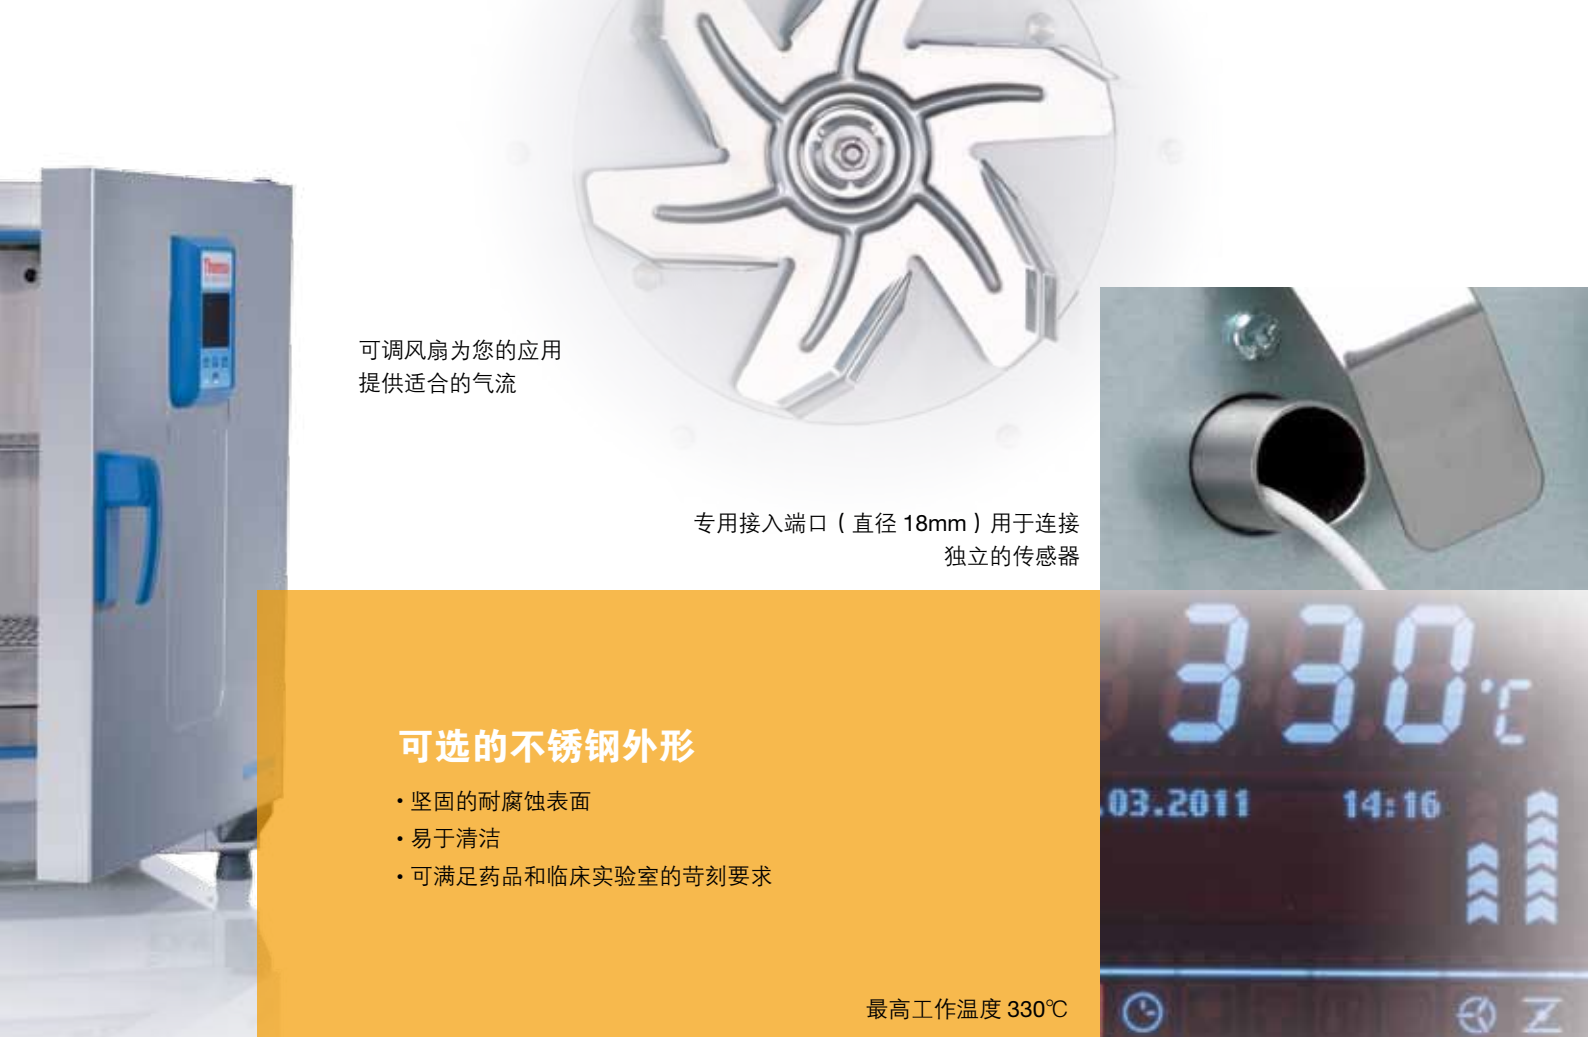 Thermo
可调风扇为您的应用
提供适合的气流
专用接入端口（直径 18mm）用于连接
独立的传感器
330℃
.03.2011 14:16
可选的不锈钢外形
• 坚固的耐腐蚀表面
• 易于清洁
• 可满足药品和临床实验室的苛刻要求
最高工作温度 330℃